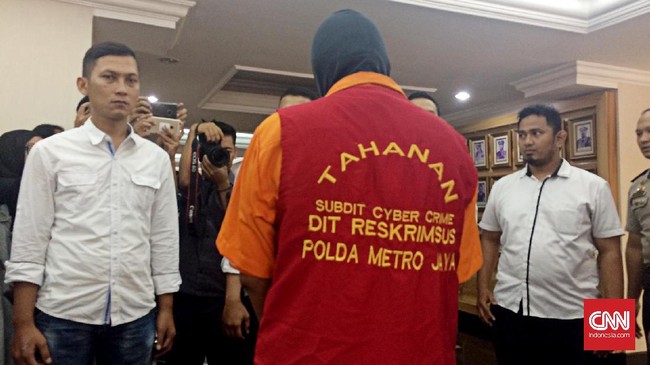 TAHANAN
SUBDIT CYBER CRIME
DIT RESKRIMSUS
POLDA METRO JAYA
CNN
Indonesia.com